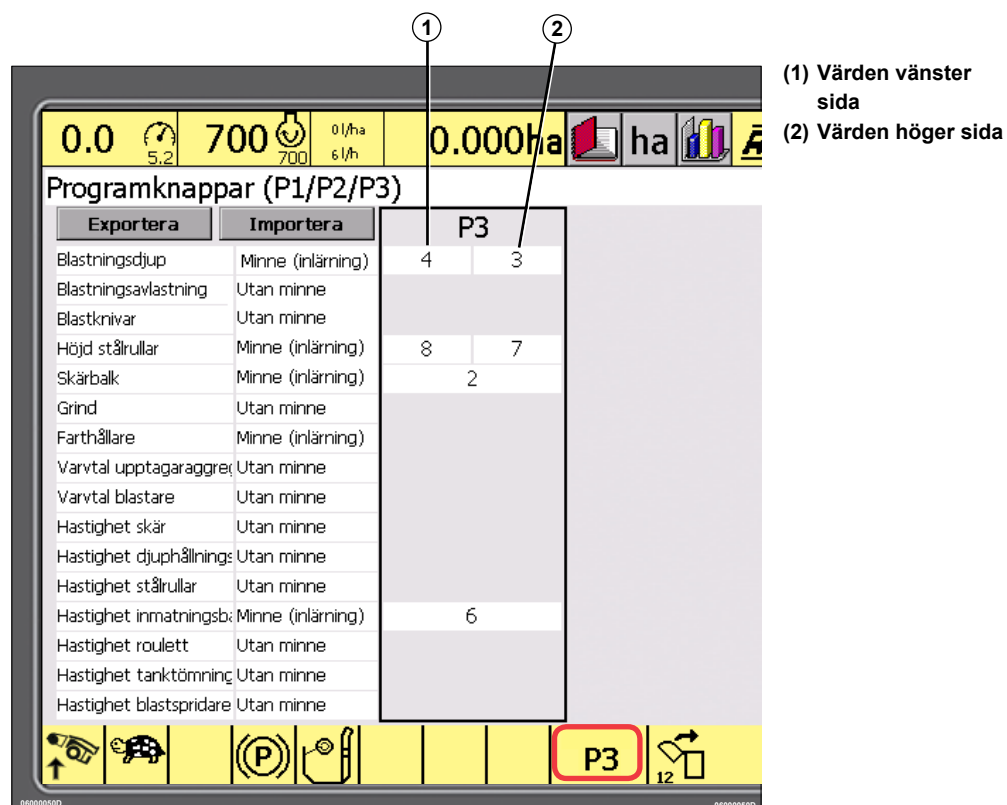 1 2
(1) Värden vänster
sida
(2) Värden höger sida
0.0 5.2 700 700 0 l/ha
6 l/h
0.000ha ha
Programknappar (P1/P2/P3)
Exportera Importera P3
Blastningsdjup Minne (inlärning) 4 3
Blastningsavlastning Utan minne
Blastknivar Utan minne
Höjd stålrullar Minne (inlärning) 8 7
Skärbalk Minne (inlärning) 2
Grind Utan minne
Farthållare Minne (inlärning)
Varvtal upptagaraggreg Utan minne
Varvtal blastare Utan minne
Hastighet skär Utan minne
Hastighet djuphållnings Utan minne
Hastighet stålrullar Utan minne
Hastighet inmatningsba Minne (inlärning) 6
Hastighet roulett Utan minne
Hastighet tanktömning Utan minne
Hastighet blastspridare Utan minne
(P) P3 12
06000050D 06000050D